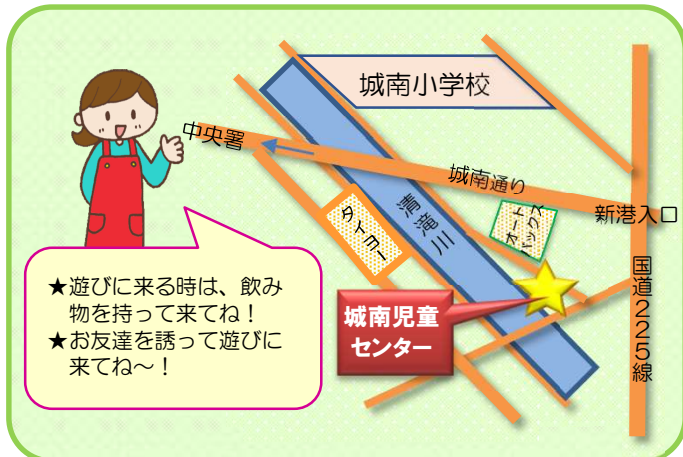 城南小学校
中央署
城南通り
新港入口
清滝川
オート
バックス
タイヨー
国道225線
城南児童
センター
★遊びに来る時は、飲み
物を持って来てね！
★お友達を誘って遊びに
来てね～！